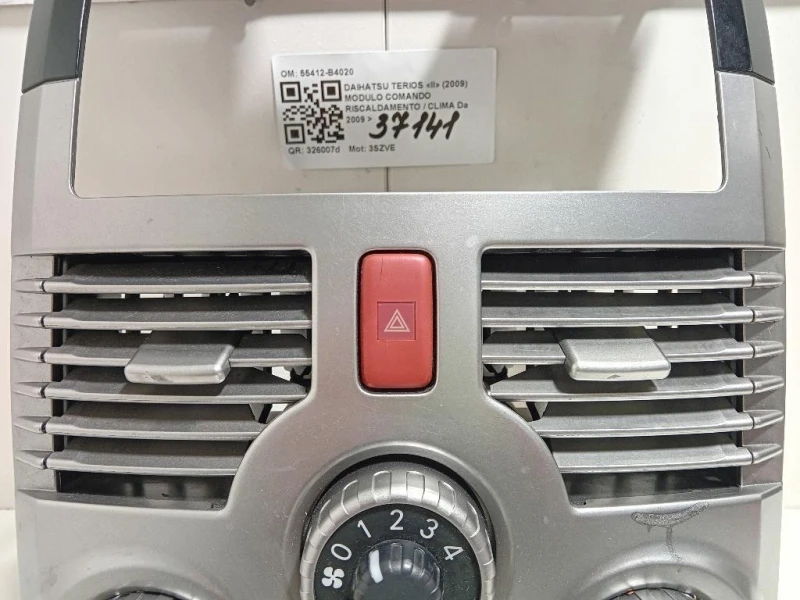 OM: 55412-B4020
DAIHATSU TERIOS «II» (2009)
MODULO COMANDO
RISCALDAMENTO / CLIMA Da
2009 > 37141
QR: 326007d Mot: 3SZVE
0 1 2 3 4